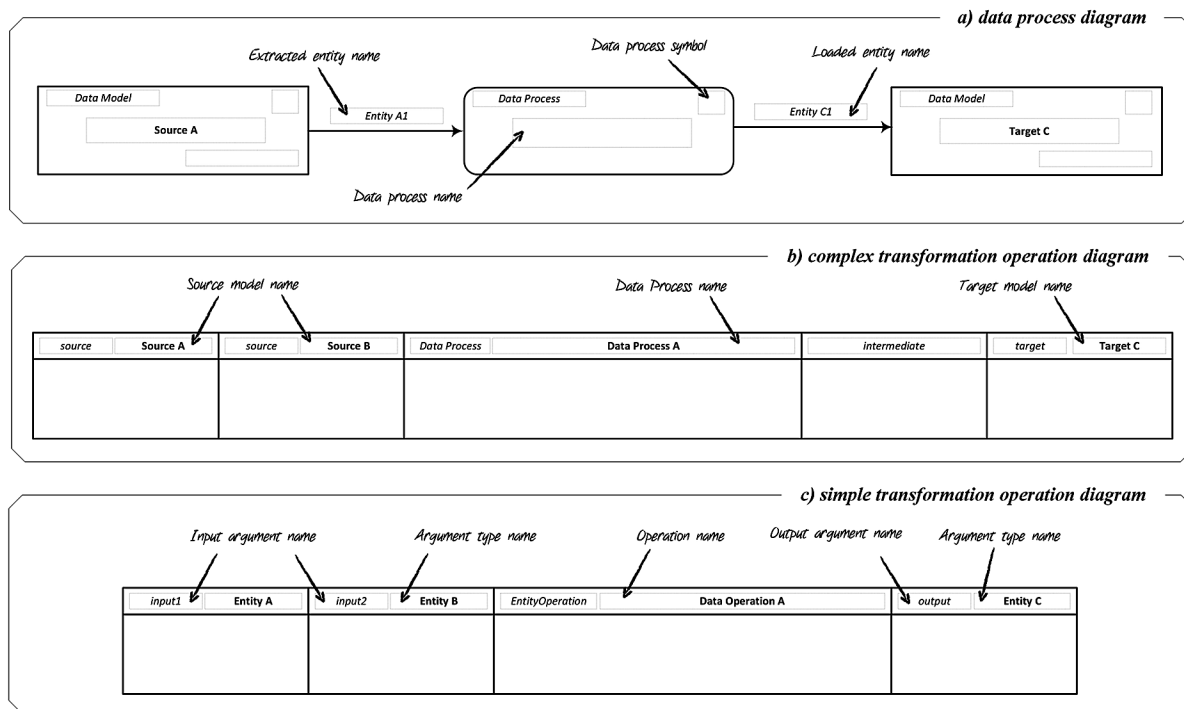 a) data process diagram
Extracted entity name
Data process symbol
Loaded entity name
Data Model
Source A
Entity A1
Data Process
Entity C1
Data Model
Target C
Data process name
b) complex transformation operation diagram
Source model name
Data Process name
Target model name
source Source A source Source B Data Process Data Process A intermediate target Target C
c) simple transformation operation diagram
Input argument name
Argument type name
Operation name
Output argument name
Argument type name
input1 Entity A input2 Entity B EntityOperation Data Operation A output Entity C